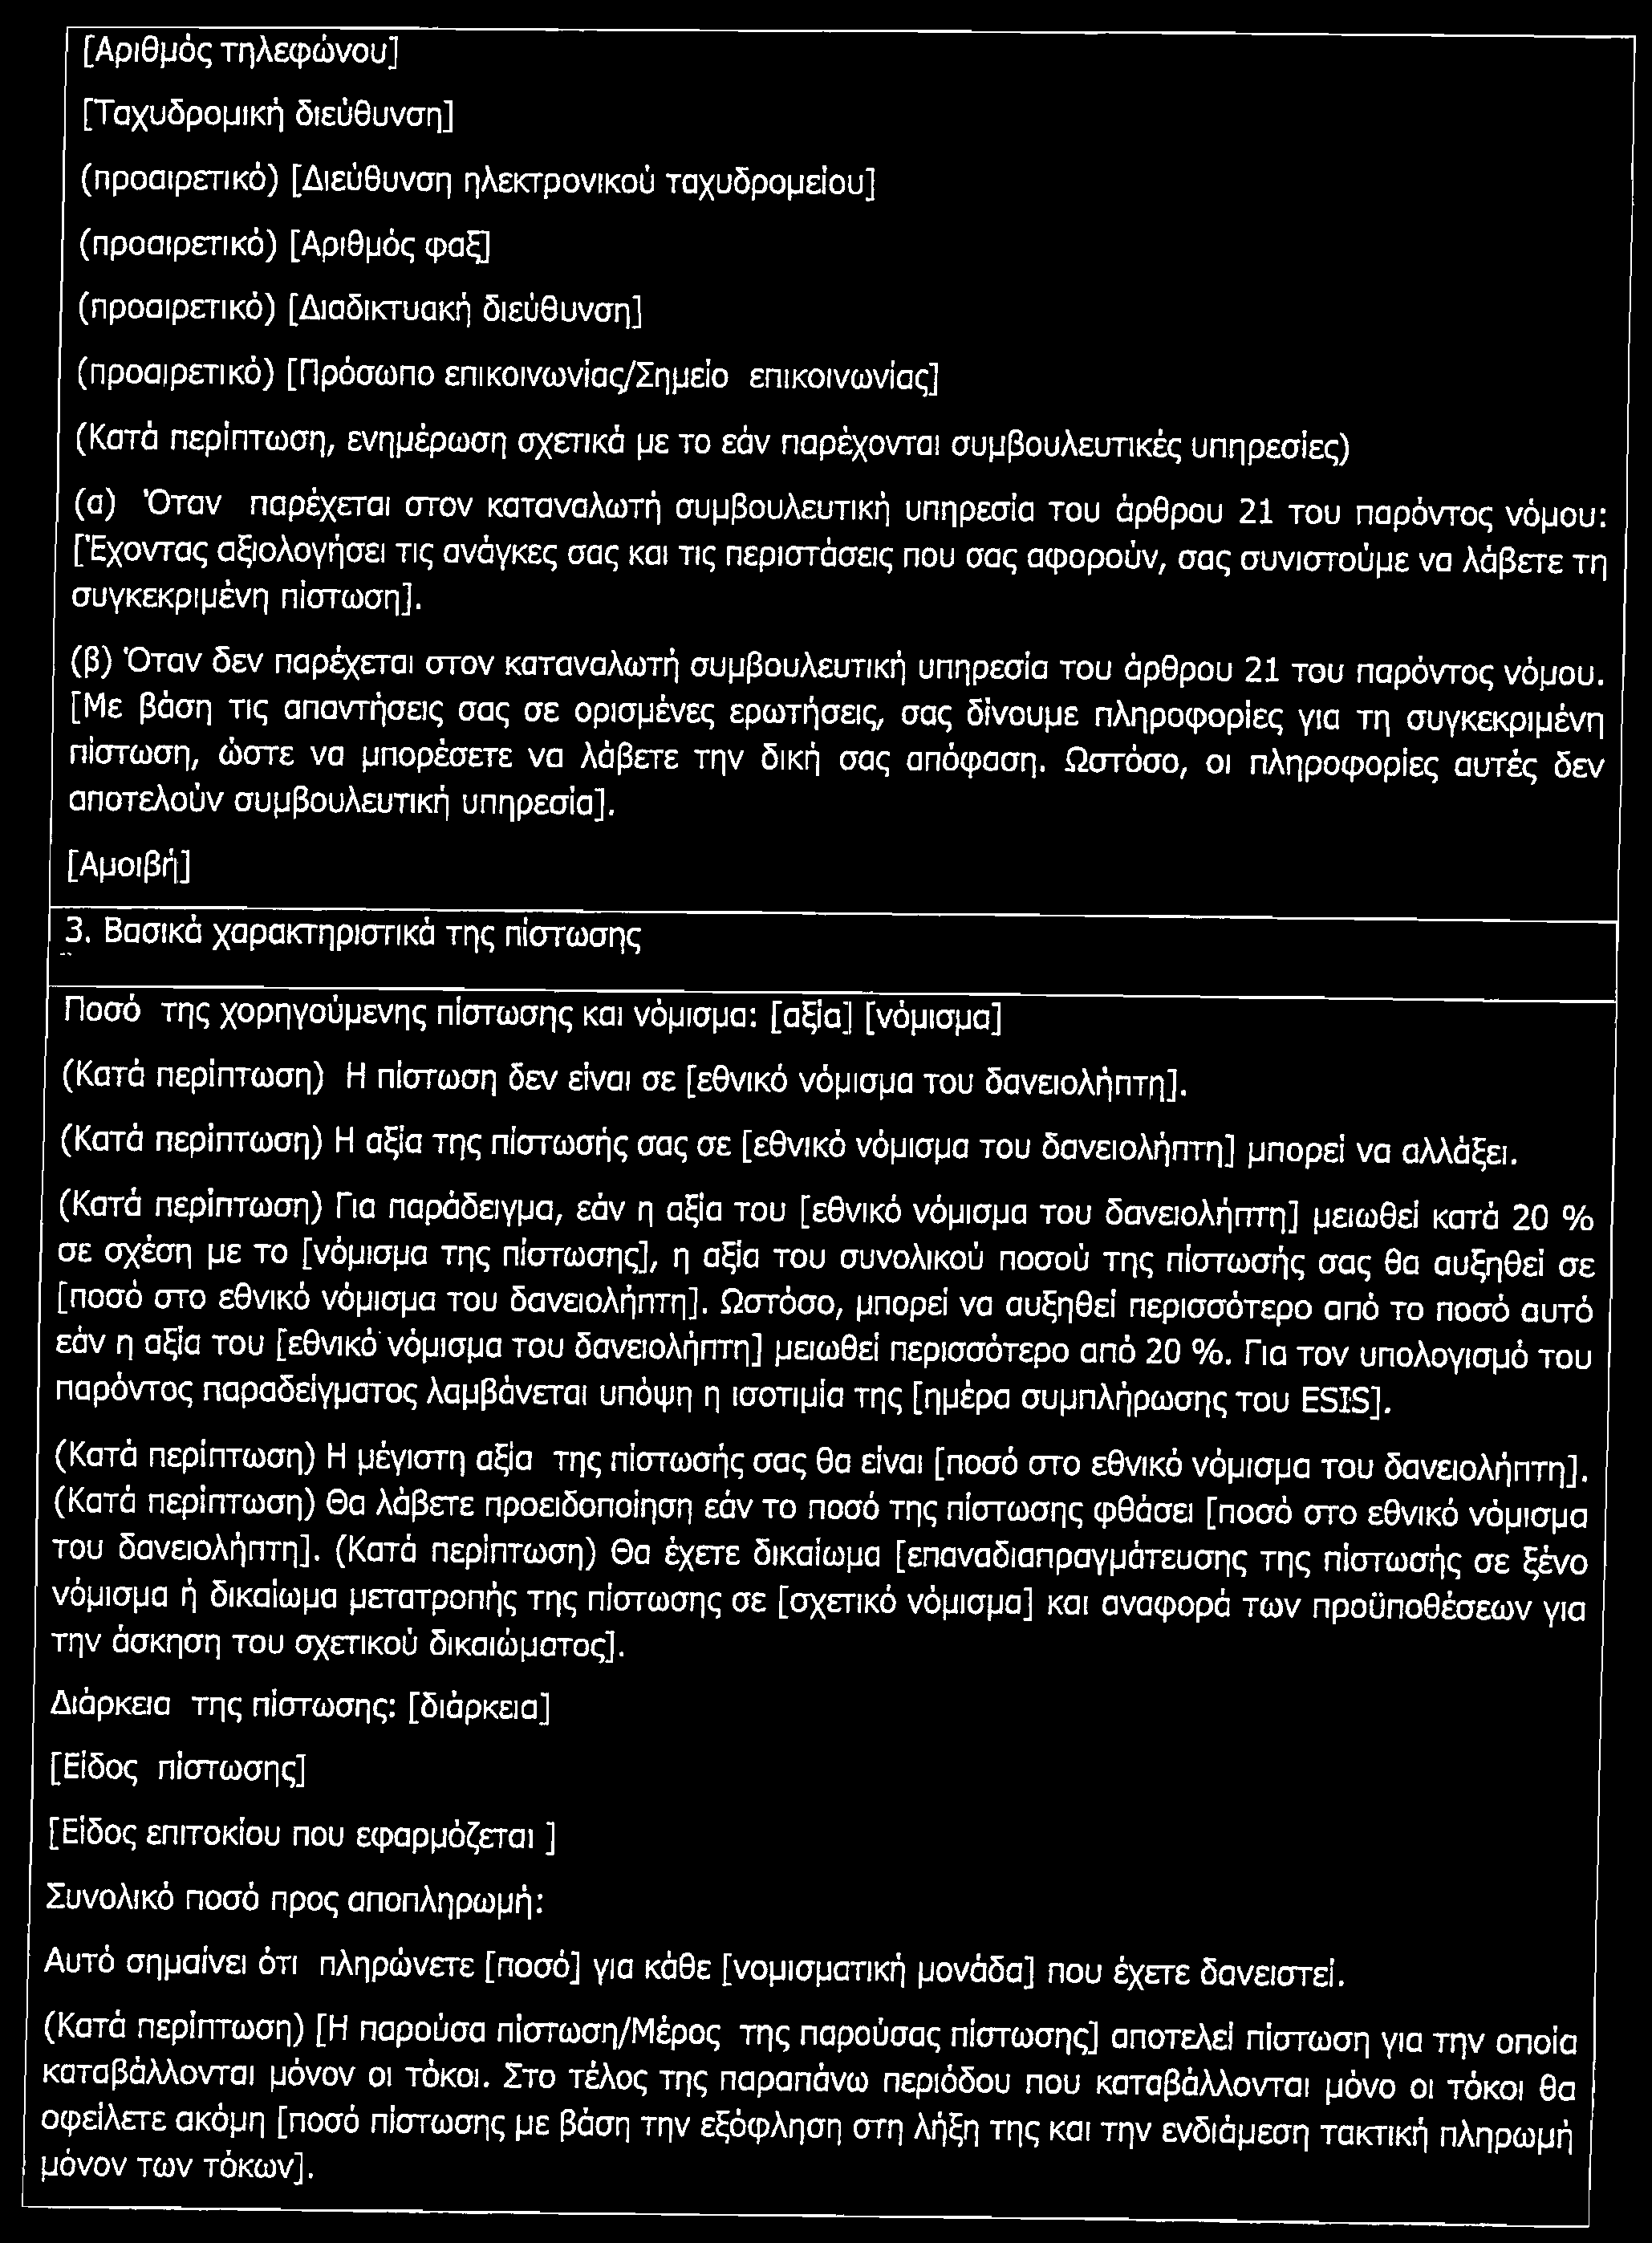 [Αριθμός τηλεφώνου]
[Ταχυδρομική διεύθυνση]
(προαιρετικό) [Διεύθυνση ηλεκτρονικού ταχυδρομείου]
(προαιρετικό) [Αριθμός φαξ]
(προαιρετικό) [Διαδικτυακή διεύθυνση]
(προαιρετικό) [Πρόσωπο επικοινωνίας/Σημείο επικοινωνίας]
(Κατά περίπτωση, ενημέρωση σχετικά με το εάν παρέχονται συμβουλευτικές υπηρεσίες)
(α) Όταν παρέχεται στον καταναλωτή συμβουλευτική υπηρεσία του άρθρου 21 του παρόντος νόμου:
[Έχοντας αξιολογήσει τις ανάγκες σας και τις περιστάσεις που σας αφορούν, σας συνιστούμε να λάβετε τη
συγκεκριμένη πίστωση].
(β) Όταν δεν παρέχεται στον καταναλωτή συμβουλευτική υπηρεσία του άρθρου 21 του παρόντος νόμου.
[Με βάση τις απαντήσεις σας σε ορισμένες ερωτήσεις, σας δίνουμε πληροφορίες για τη συγκεκριμένη
πίστωση, ώστε να μπορέσετε να λάβετε την δική σας απόφαση. Ωστόσο, οι πληροφορίες αυτές δεν
αποτελούν συμβουλευτική υπηρεσία].
[Αμοιβή]
3. Βασικά χαρακτηριστικά της πίστωσης
Ποσό της χορηγούμενης πίστωσης και νόμισμα: [αξία] [νόμισμα]
(Κατά περίπτωση) Η πίστωση δεν είναι σε [εθνικό νόμισμα του δανειολήπτη].
(Κατά περίπτωση) Η αξία της πίστωσής σας σε [εθνικό νόμισμα του δανειολήπτη] μπορεί να αλλάξει.
(Κατά περίπτωση) Για παράδειγμα, εάν η αξία του [εθνικό νόμισμα του δανειολήπτη] μειωθεί κατά 20 %
σε σχέση με το [νόμισμα της πίστωσης], η αξία του συνολικού ποσού της πίστωσής σας θα αυξηθεί σε
[ποσό στο εθνικό νόμισμα του δανειολήπτη]. Ωστόσο, μπορεί να αυξηθεί περισσότερο από το ποσό αυτό
εάν η αξία του [εθνικό νόμισμα του δανειολήπτη] μειωθεί περισσότερο από 20 %. Για τον υπολογισμό του
παρόντος παραδείγματος λαμβάνεται υπόψη η ισοτιμία της [ημέρα συμπλήρωσης του ESIS].
(Κατά περίπτωση) Η μέγιστη αξία της πίστωσής σας θα είναι [ποσό στο εθνικό νόμισμα του δανειολήπτη].
(Κατά περίπτωση) Θα λάβετε προειδοποίηση εάν το ποσό της πίστωσης φθάσει [ποσό στο εθνικό νόμισμα
του δανειολήπτη]. (Κατά περίπτωση) Θα έχετε δικαίωμα [επαναδιαπραγμάτευσης της πίστωσής σε ξένο
νόμισμα ή δικαίωμα μετατροπής της πίστωσης σε [σχετικό νόμισμα] και αναφορά των προϋποθέσεων για
την άσκηση του σχετικού δικαιώματος].
Διάρκεια της πίστωσης: [διάρκεια]
[Είδος πίστωσης]
[Είδος επιτοκίου που εφαρμόζεται ]
Συνολικό ποσό προς αποπληρωμή:
Αυτό σημαίνει ότι πληρώνετε [ποσό] για κάθε [νομισματική μονάδα] που έχετε δανειστεί.
(Κατά περίπτωση) [Η παρούσα πίστωση/Μέρος της παρούσας πίστωσης] αποτελεί πίστωση για την οποία
καταβάλλονται μόνον οι τόκοι. Στο τέλος της παραπάνω περιόδου που καταβάλλονται μόνο οι τόκοι θα
οφείλετε ακόμη [ποσό πίστωσης με βάση την εξόφληση στη λήξη της και την ενδιάμεση τακτική πληρωμή
μόνον των τόκων].